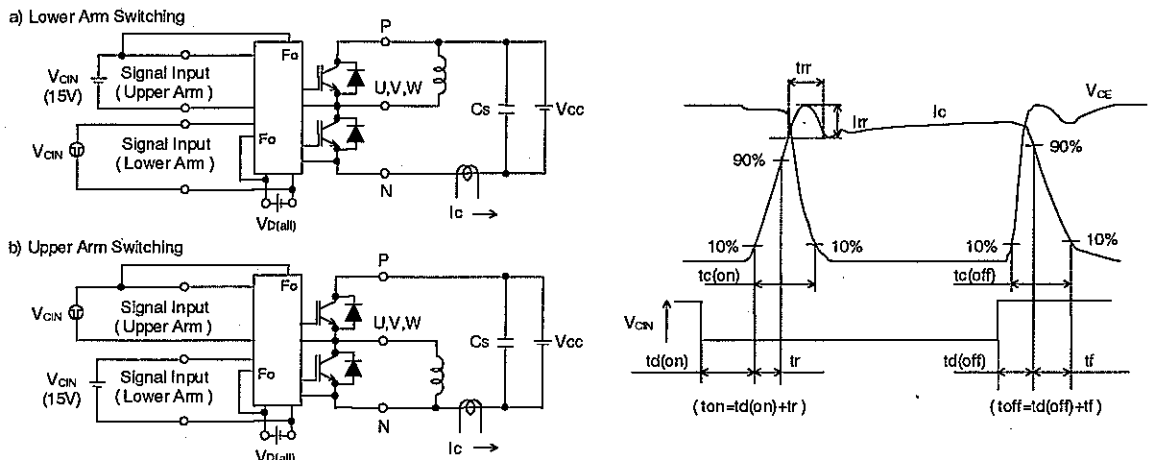 a) Lower Arm Switching
P
Fo
VCIN
(15V)
Signal Input
( Upper Arm )
U,V,W
Cs
Vcc
VCIN
Signal Input
( Lower Arm )
Fo
VD(all)
N
Ic
b) Upper Arm Switching
P
Fo
VCIN
Signal Input
( Upper Arm )
U,V,W
Cs
Vcc
VCIN
(15V)
Signal Input
( Lower Arm )
Fo
VD(all)
N
Ic
trr
VCE
Irr
Ic
90%
90%
10%
10%
10%
10%
tc(on)
tc(off)
VCIN
td(on)
tr
td(off)
tf
( ton=td(on)+tr )
( toff=td(off)+tf )